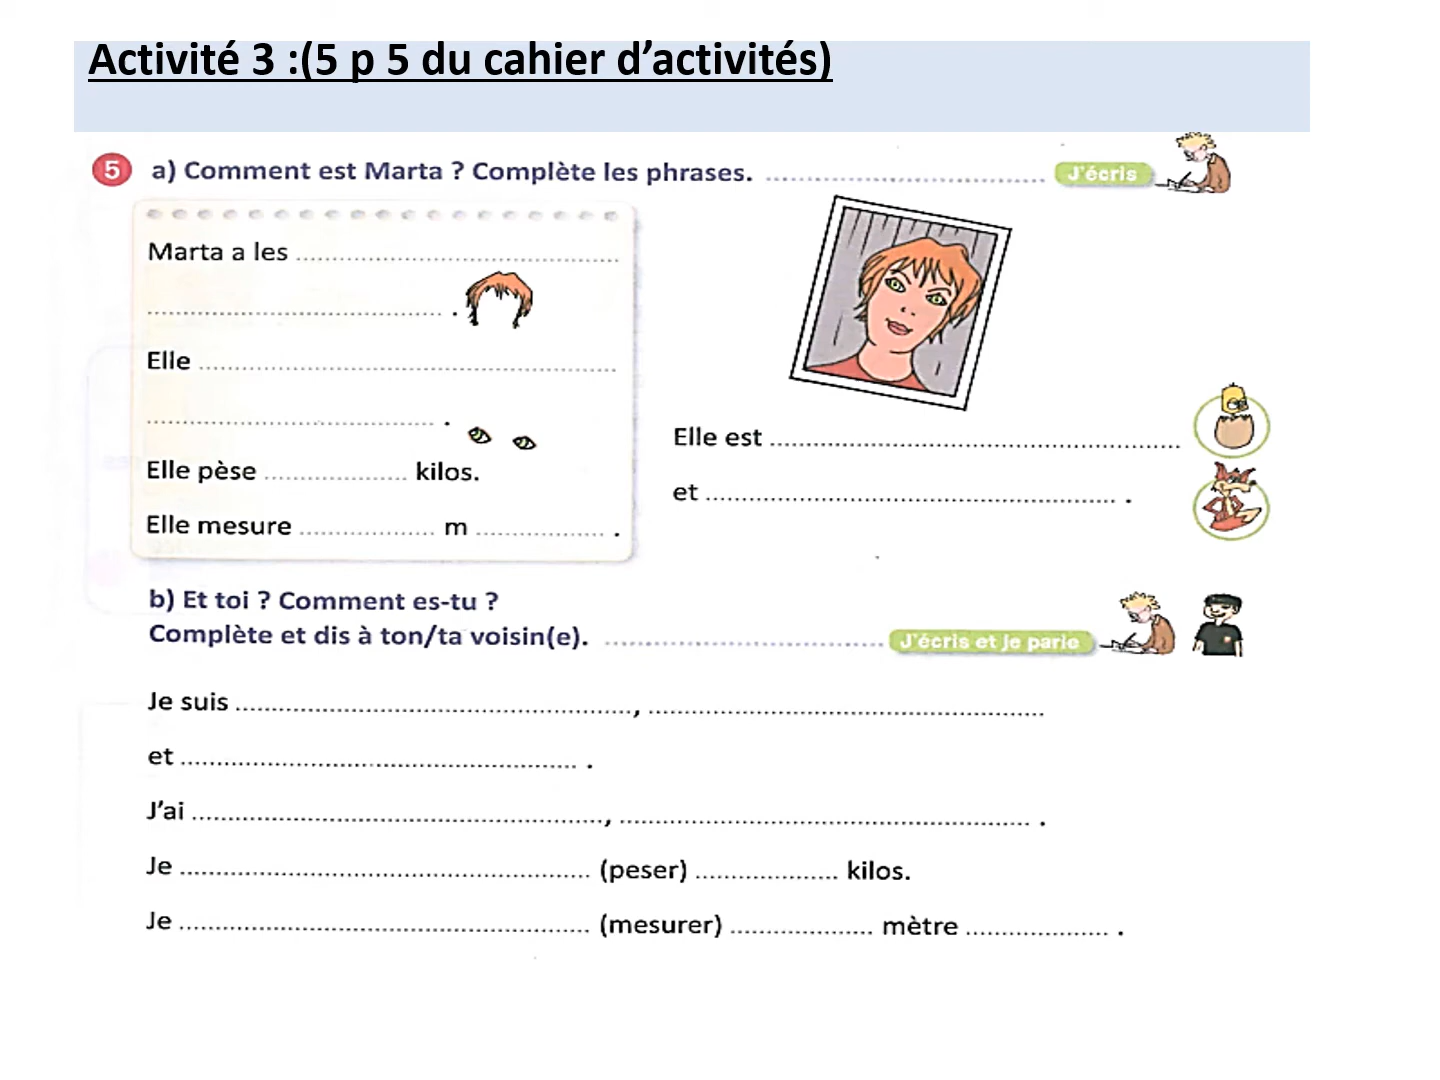 Activité 3 :(5 p 5 du cahier d’activités)
5 a) Comment est Marta ? Complète les phrases. ........................................ J'écris
Marta a les ........................................
........................................ .
Elle ........................................
........................................ .
Elle pèse .................... kilos.
Elle mesure .................... m .................... .
Elle est ........................................
et ........................................ .
b) Et toi ? Comment es-tu ?
Complète et dis à ton/ta voisin(e). ........................................ J'écris et je parle
Je suis ........................................, ........................................
et ........................................ .
J’ai ........................................, ........................................ .
Je ........................................ (peser) .................... kilos.
Je ........................................ (mesurer) .................... mètre .................... .